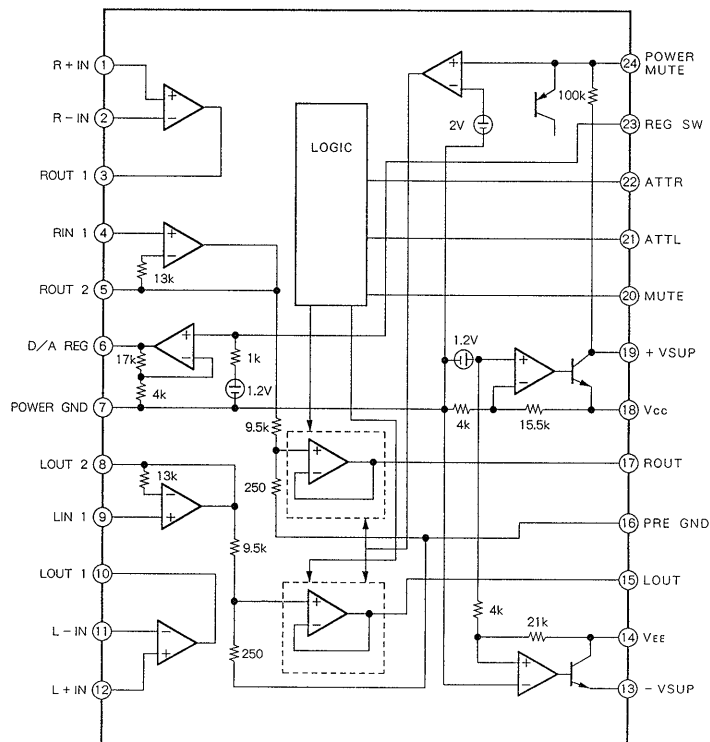 R+IN 1
R-IN 2
ROUT 1 3
RIN 1 4
13k
ROUT 2 5
D/A REG 6
17k
1k
4k
1.2V
POWER GND 7
LOUT 2 8
13k
LIN 1 9
LOUT 1 10
L-IN 11
L+IN 12
LOGIC
9.5k
250
9.5k
250
2V
100k
1.2V
4k
15.5k
4k
21k
24 POWER MUTE
23 REG SW
22 ATTR
21 ATTL
20 MUTE
19 +VSUP
18 Vcc
17 ROUT
16 PRE GND
15 LOUT
14 VEE
13 -VSUP
+
-
+
-
+
-
+
-
+
-
+
-
+
-
+
-
-
+
-
+
+
-